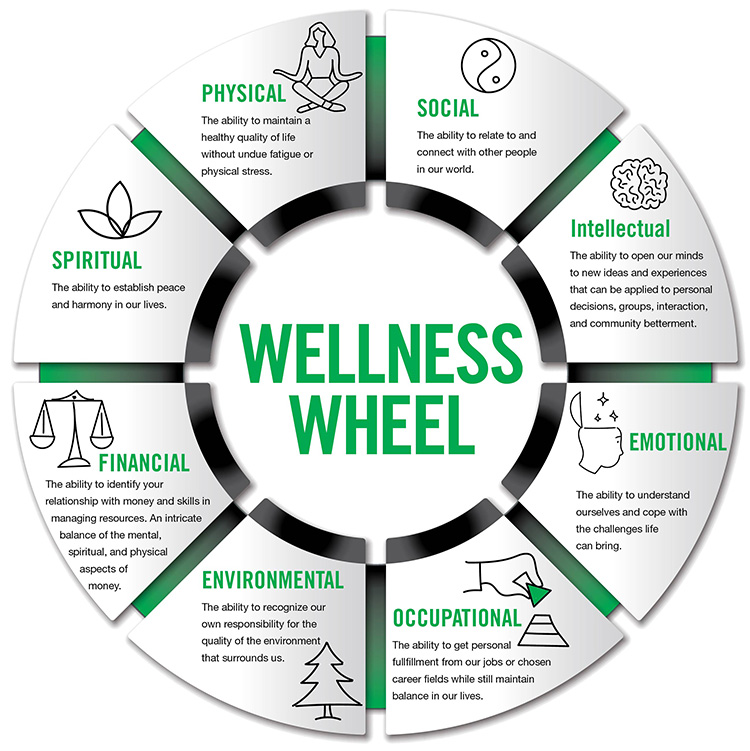 PHYSICAL
The ability to maintain a
healthy quality of life
without undue fatigue or
physical stress.
SOCIAL
The ability to relate to and
connect with other people
in our world.
Intellectual
The ability to open our minds
to new ideas and experiences
that can be applied to personal
decisions, groups, interaction,
and community betterment.
EMOTIONAL
The ability to understand
ourselves and cope with
the challenges life
can bring.
OCCUPATIONAL
The ability to get personal
fullfillment from our jobs or chosen
career fields while still maintain
balance in our lives.
ENVIRONMENTAL
The ability to recognize our
own responsibility for the
quality of the environment
that surrounds us.
FINANCIAL
The ability to identify your
relationship with money and skills in
managing resources. An intricate
balance of the mental,
spiritual, and physical
aspects of
money.
SPIRITUAL
The ability to establish peace
and harmony in our lives.
WELLNESS
WHEEL